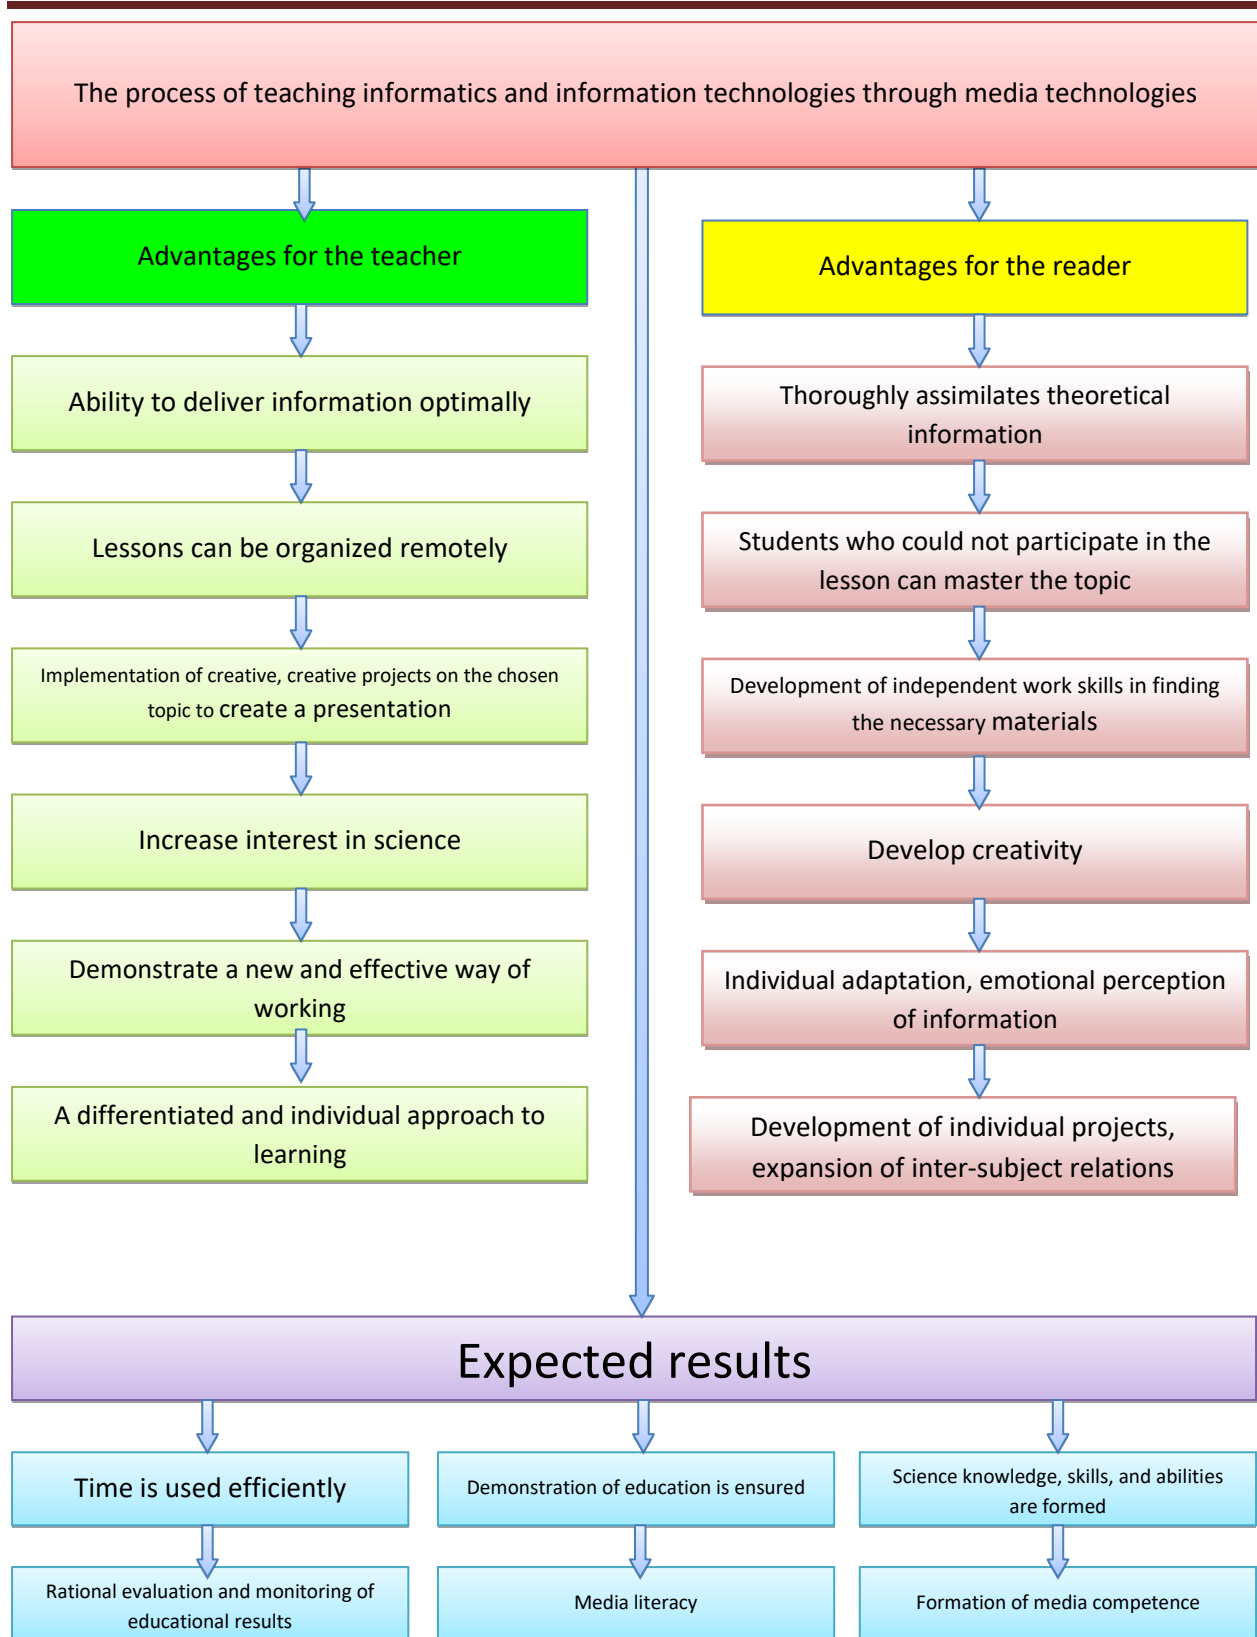 The process of teaching informatics and information technologies through media technologies
Advantages for the teacher
Ability to deliver information optimally
Lessons can be organized remotely
Implementation of creative, creative projects on the chosen
topic to create a presentation
Increase interest in science
Demonstrate a new and effective way of
working
A differentiated and individual approach to
learning
Advantages for the reader
Thoroughly assimilates theoretical
information
Students who could not participate in the
lesson can master the topic
Development of independent work skills in finding
the necessary materials
Develop creativity
Individual adaptation, emotional perception
of information
Development of individual projects,
expansion of inter-subject relations
Expected results
Time is used efficiently
Demonstration of education is ensured
Science knowledge, skills, and abilities
are formed
Rational evaluation and monitoring of
educational results
Media literacy
Formation of media competence